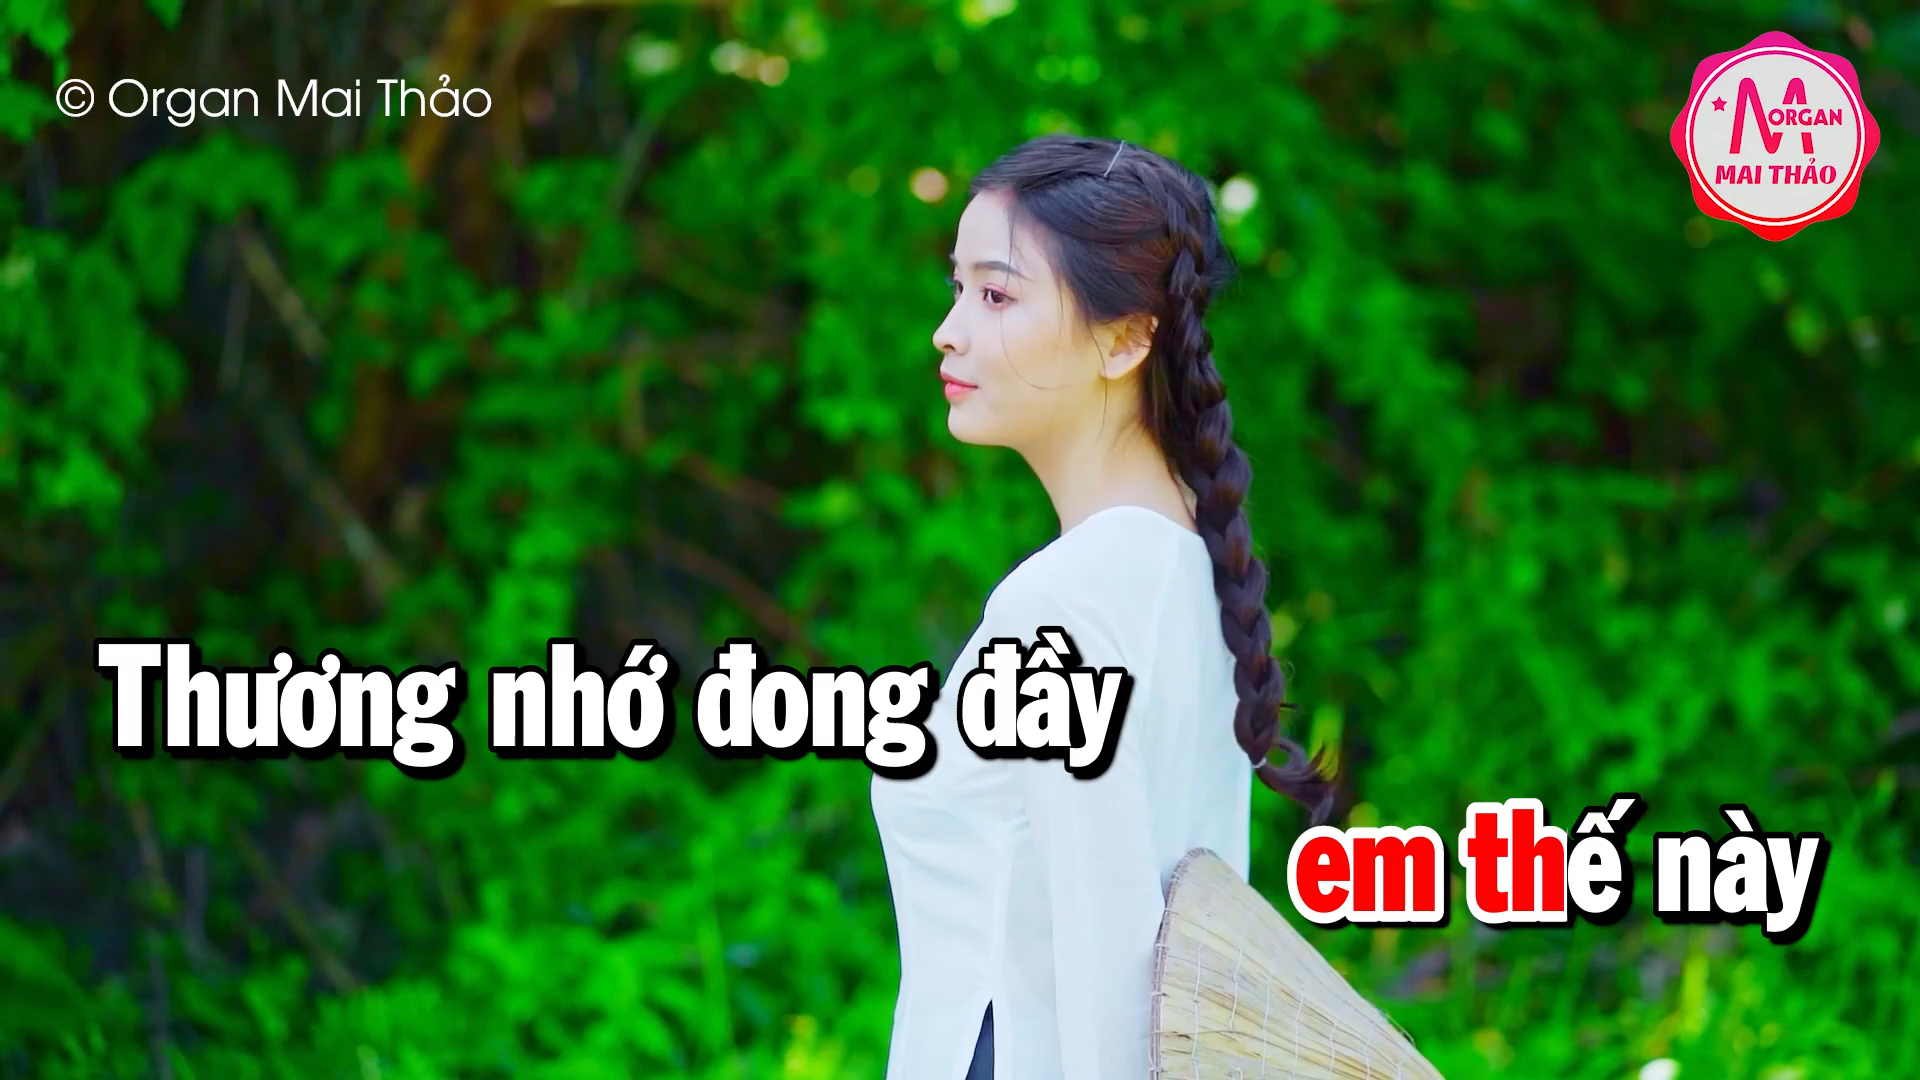 © Organ Mai Thảo
M ORGAN
MAI THẢO
Thương nhớ đong đầy
em thế này